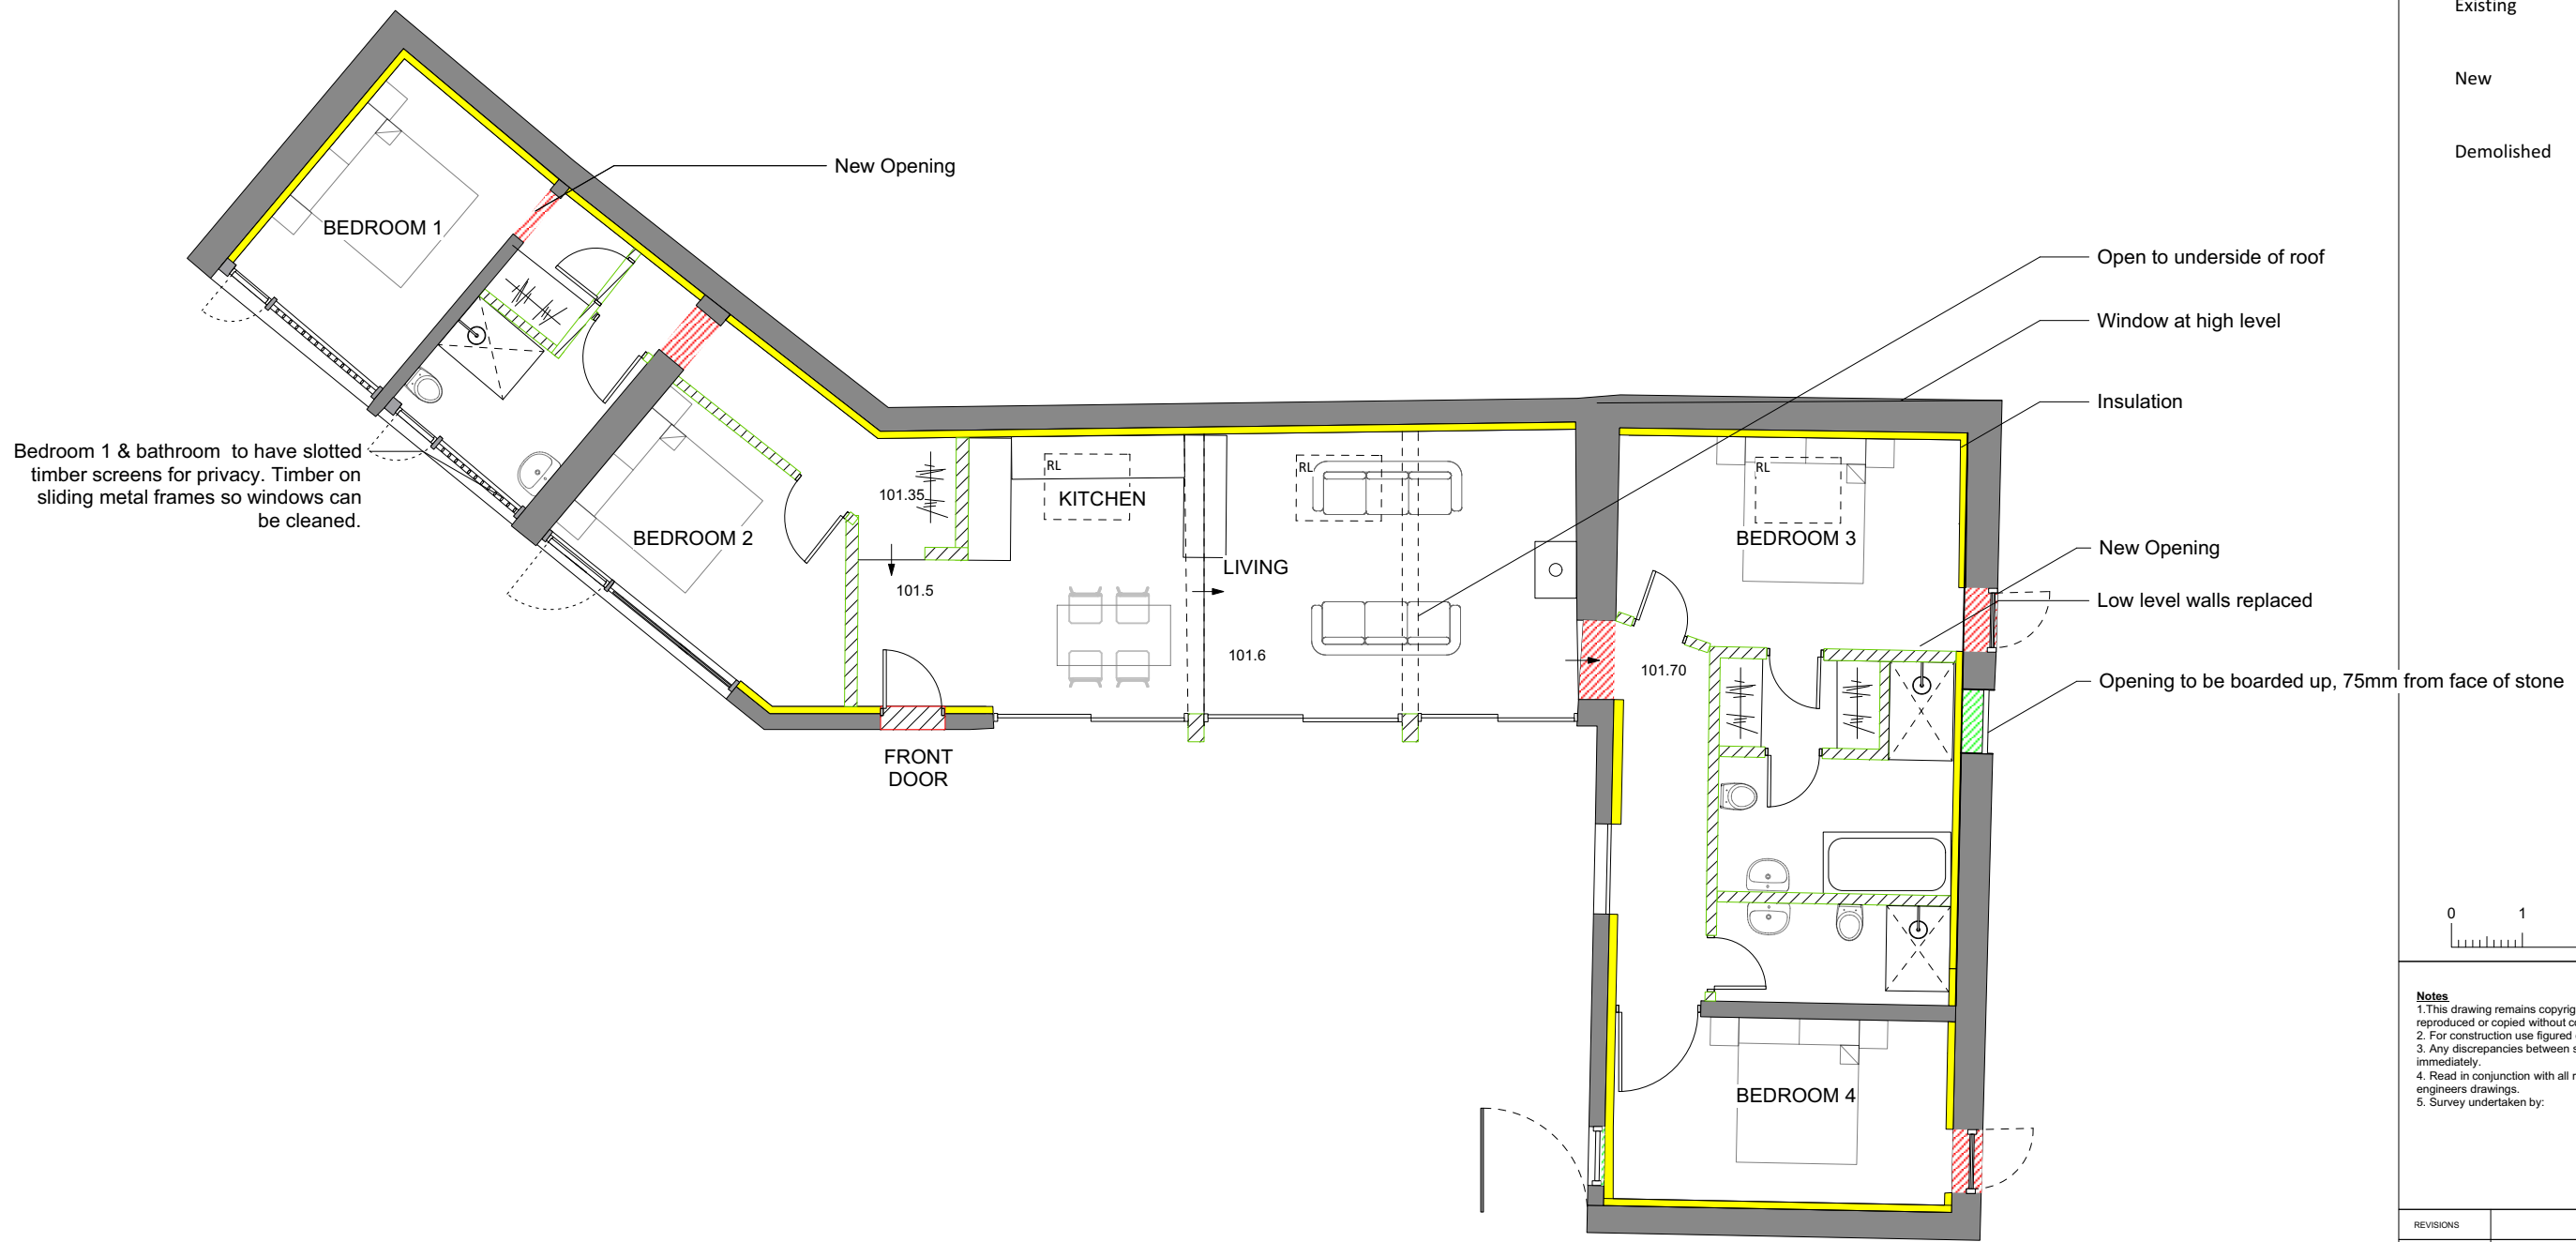 Existing
New
Demolished
New Opening
BEDROOM 1
Open to underside of roof
Window at high level
Insulation
Bedroom 1 & bathroom to have slotted
timber screens for privacy. Timber on
sliding metal frames so windows can
be cleaned.
BEDROOM 2
101.35
RL
KITCHEN
RL
RL
BEDROOM 3
LIVING
101.5
New Opening
Low level walls replaced
101.6
101.70
Opening to be boarded up, 75mm from face of stone
x
FRONT
DOOR
BEDROOM 4
0 1
Notes
1.This drawing remains copyrig
reproduced or copied without c
2. For construction use figured
3. Any discrepancies between s
immediately.
4. Read in conjunction with all r
engineers drawings.
5. Survey undertaken by:
REVISIONS